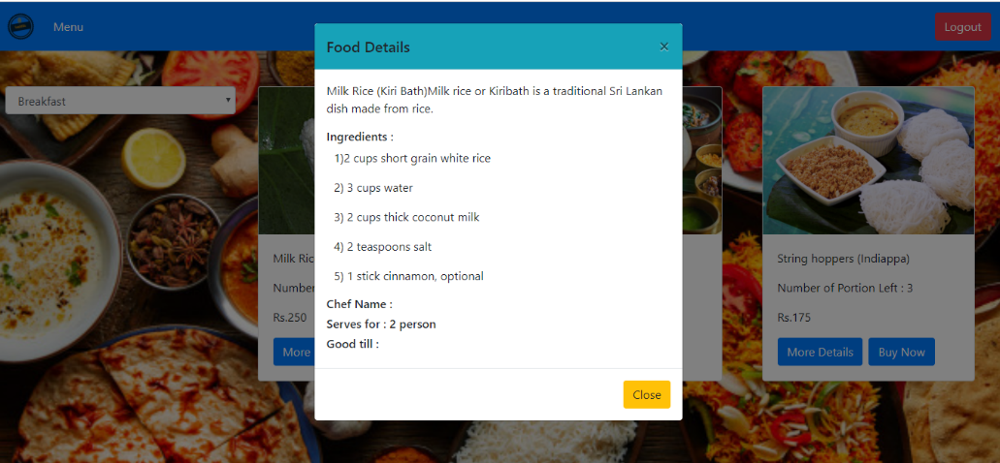 Menu
Logout
Food Details ×
Breakfast
Milk Rice (Kiri Bath)Milk rice or Kiribath is a traditional Sri Lankan
dish made from rice.
Ingredients :
1)2 cups short grain white rice
2) 3 cups water
3) 2 cups thick coconut milk
4) 2 teaspoons salt
5) 1 stick cinnamon, optional
Chef Name :
Serves for : 2 person
Good till :
Close
Milk Ric
Number
Rs.250
More
String hoppers (Indiappa)
Number of Portion Left : 3
Rs.175
More Details
Buy Now